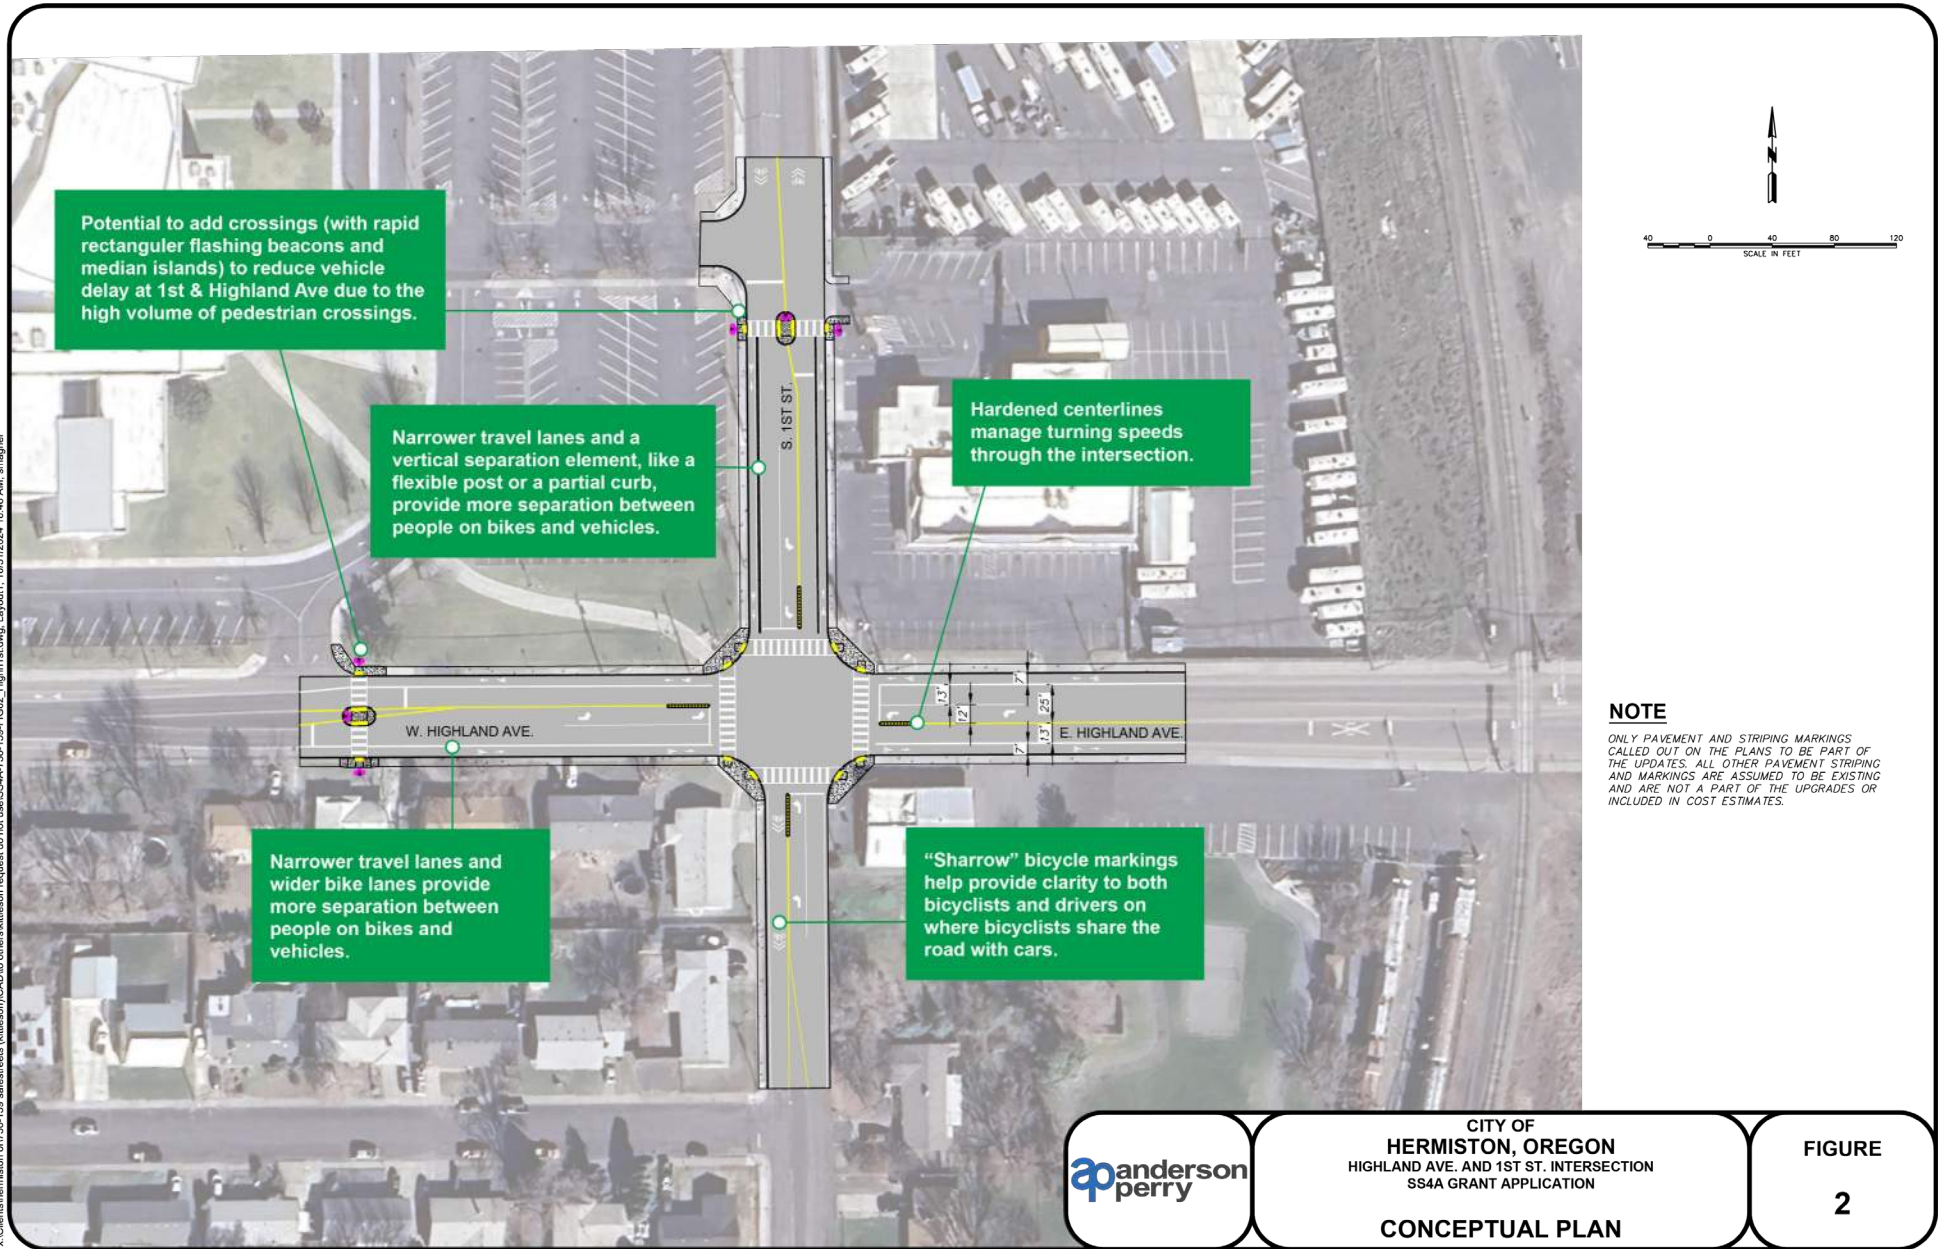 Potential to add crossings (with rapid
rectanguler flashing beacons and
median islands) to reduce vehicle
delay at 1st & Highland Ave due to the
high volume of pedestrian crossings.
Narrower travel lanes and a
vertical separation element, like a
flexible post or a partial curb,
provide more separation between
people on bikes and vehicles.
S. 1ST ST.
Hardened centerlines
manage turning speeds
through the intersection.
N
40 0 40 80 120
SCALE IN FEET
W. HIGHLAND AVE.
13'
12'
7'
25'
13'
7'
E. HIGHLAND AVE.
NOTE
ONLY PAVEMENT AND STRIPING MARKINGS
CALLED OUT ON THE PLANS TO BE PART OF
THE UPDATES. ALL OTHER PAVEMENT STRIPING
AND MARKINGS ARE ASSUMED TO BE EXISTING
AND ARE NOT A PART OF THE UPGRADES OR
INCLUDED IN COST ESTIMATES.
Narrower travel lanes and
wider bike lanes provide
more separation between
people on bikes and
vehicles.
“Sharrow” bicycle markings
help provide clarity to both
bicyclists and drivers on
where bicyclists share the
road with cars.
ap anderson
perry
CITY OF
HERMISTON, OREGON
HIGHLAND AVE. AND 1ST ST. INTERSECTION
SS4A GRANT APPLICATION
CONCEPTUAL PLAN
FIGURE
2